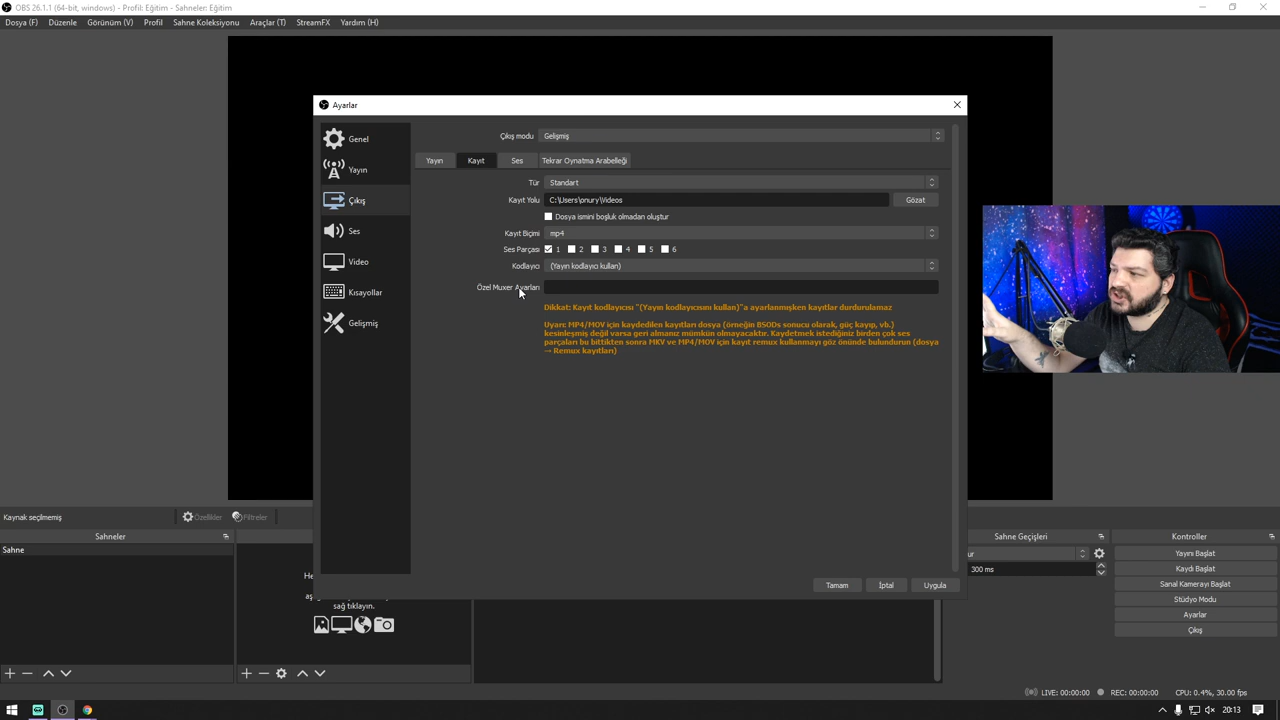 OBS 26.1.1 (64-bit, windows) - Profil: Eğitim - Sahneler: Eğitim
Dosya (F) Düzenle Görünüm (V) Profil Sahne Koleksiyonu Araçlar (T) StreamFX Yardım (H)
Ayarlar
Genel
Yayın
Çıkış
Ses
Video
Kısayollar
Gelişmiş
Çıkış modu Gelişmiş
Yayın Kayıt Ses Tekrar Oynatma Arabelleği
Tür Standart
Kayıt Yolu C:\Users\onury\Videos Gözat
Dosya ismini boşluk olmadan oluştur
Kayıt Biçimi mp4
Ses Parçası 1 2 3 4 5 6
Kodlayıcı (Yayın kodlayıcı kullan)
Özel Muxer Ayarları
Dikkat: Kayıt kodlayıcısı "(Yayın kodlayıcısını kullan)"a ayarlanmışken kayıtlar durdurulamaz
Uyarı: MP4/MOV için kaydedilen kayıtları dosya (örneğin BSODs sonucu olarak, güç kayıp, vb.)
kesinleşmiş değil varsa geri almanız mümkün olmayacaktır. Kaydetmek istediğiniz birden çok ses
parçaları bu bittikten sonra MKV ve MP4/MOV için kayıt remux kullanmayı göz önünde bulundurun (dosya
→ Remux kayıtları)
Tamam İptal Uygula
Kaynak seçilmemiş Özellikler Filtreler
Sahneler
Sahne
sağ tıklayın.
Sahne Geçişleri
300 ms
Kontroller
Yayını Başlat
Kaydı Başlat
Sanal Kamerayı Başlat
Stüdyo Modu
Ayarlar
Çıkış
LIVE: 00:00:00 REC: 00:00:00 CPU: 0.4%, 30.00 fps
20:13